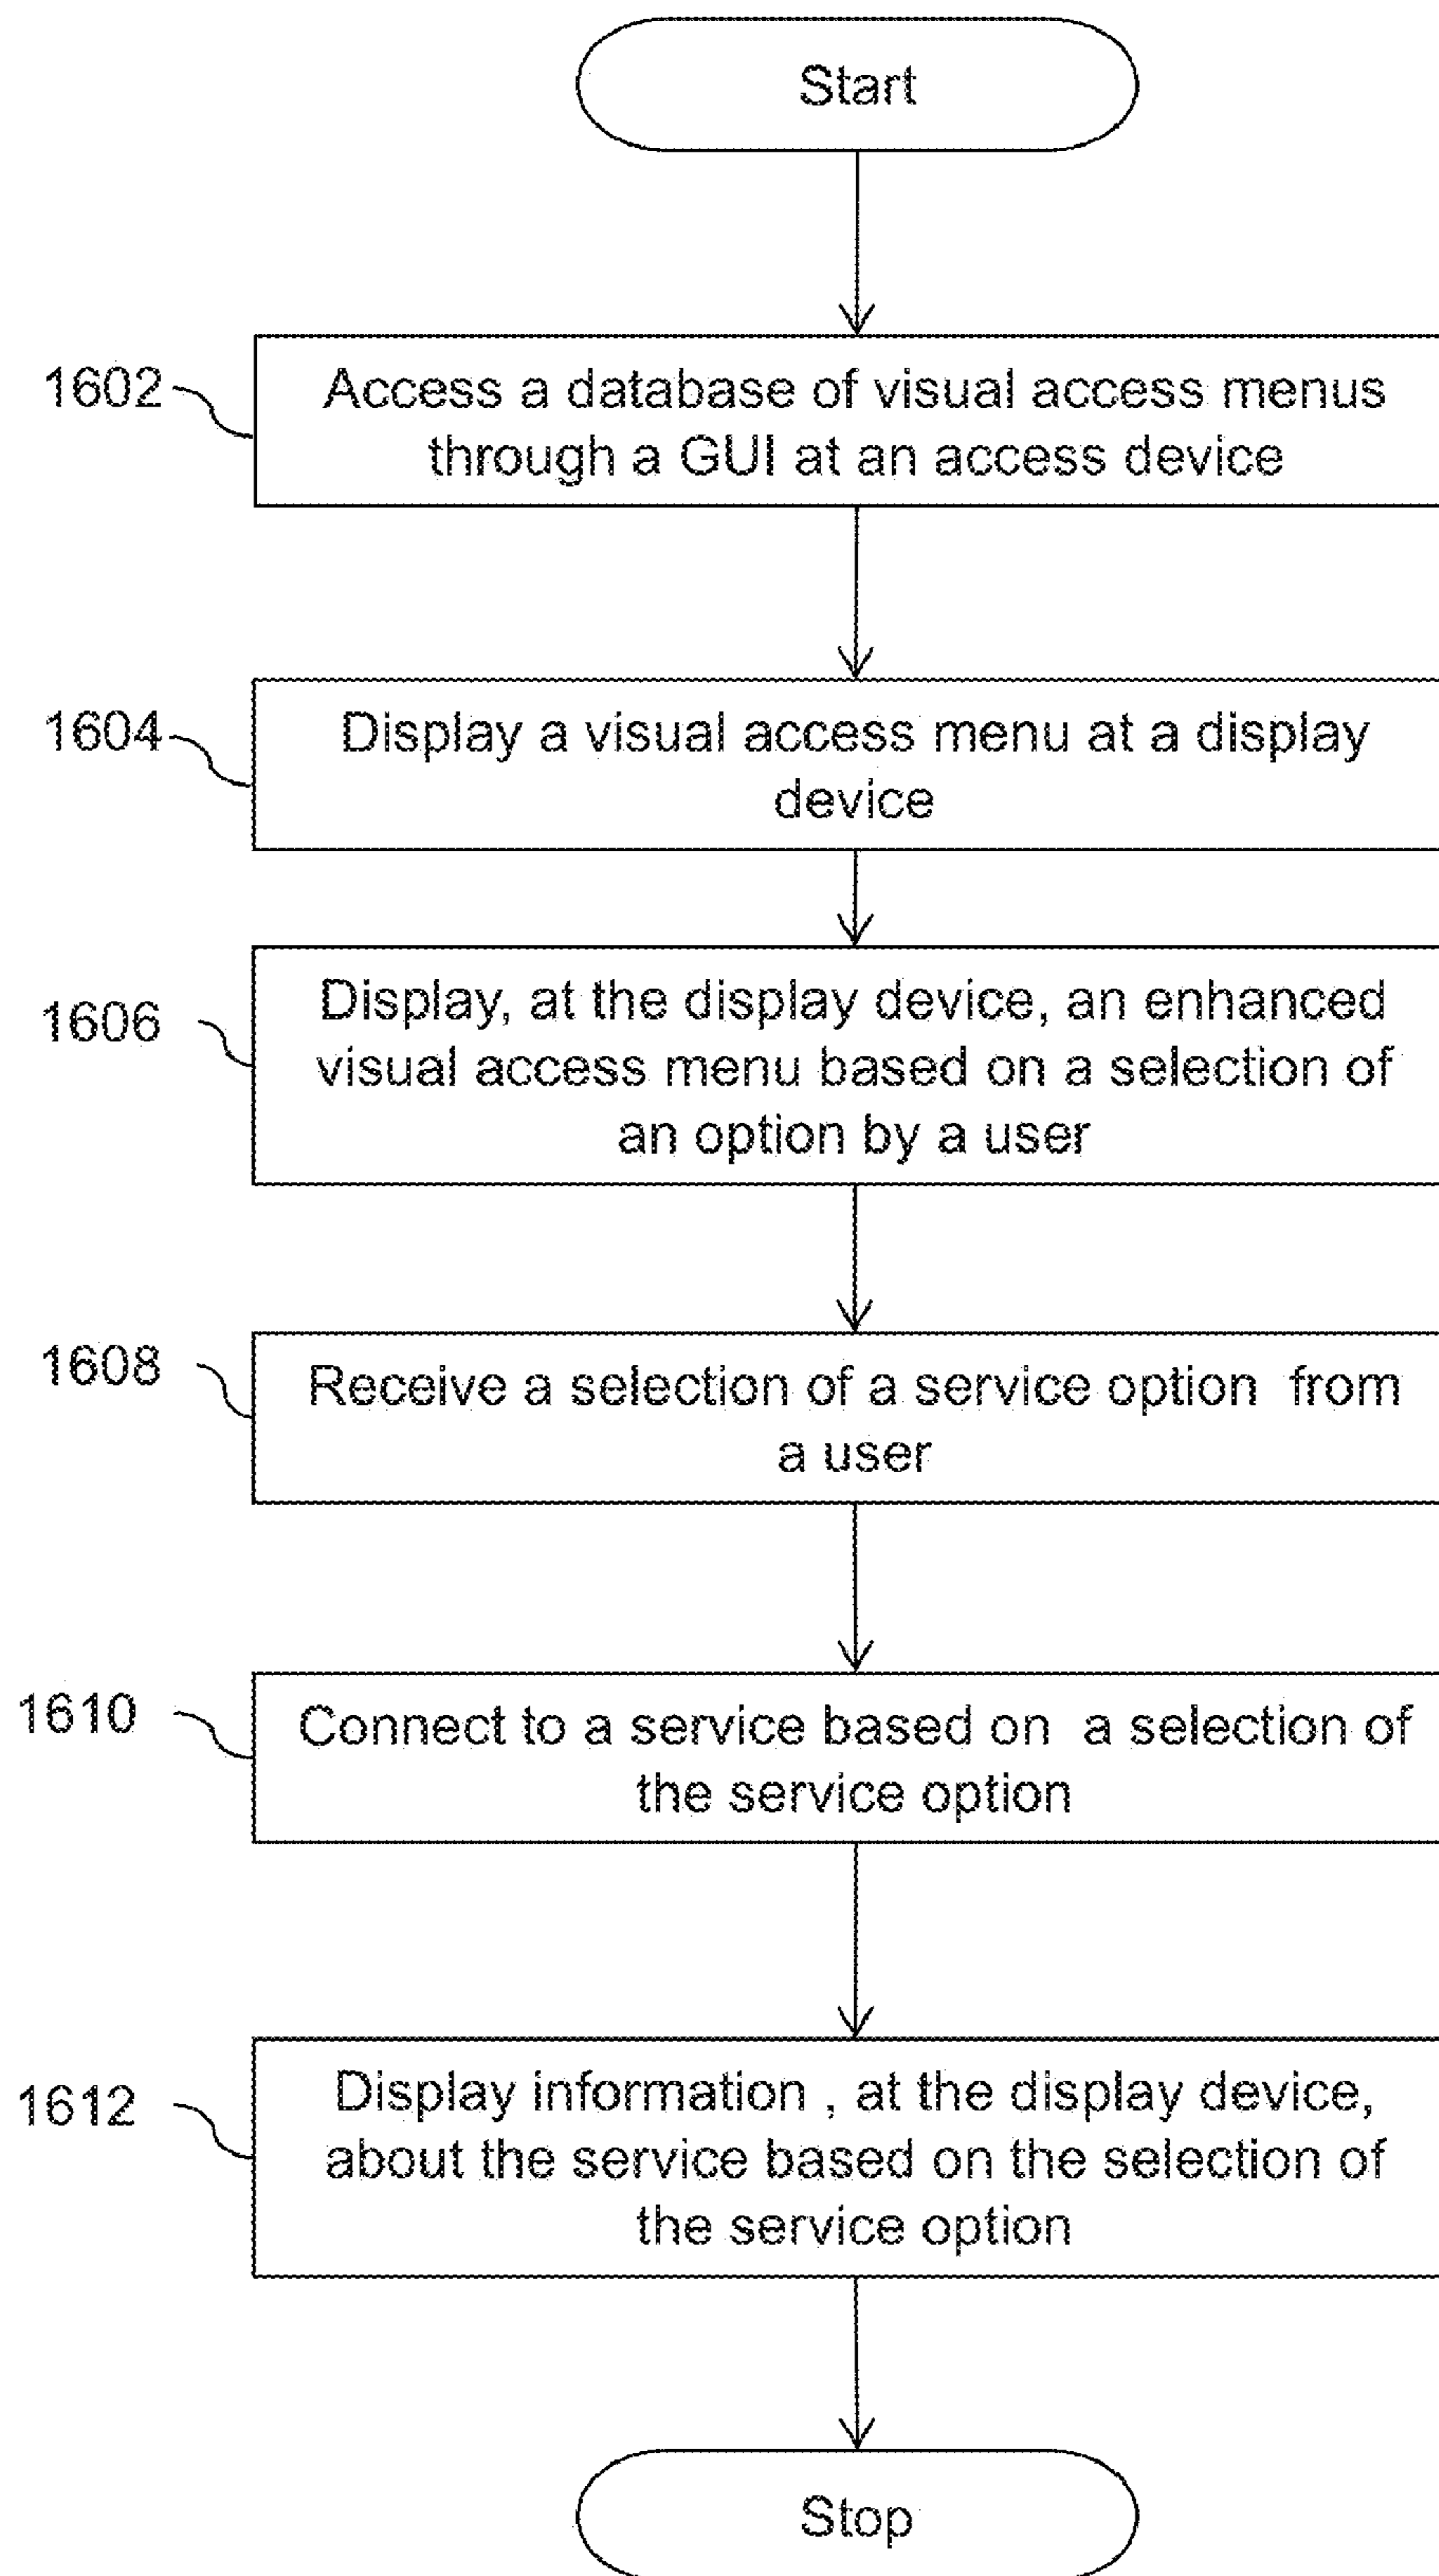 Start
1602
Access a database of visual access menus
through a GUI at an access device
1604
Display a visual access menu at a display
device
1606
Display, at the display device, an enhanced
visual access menu based on a selection of
an option by a user
1608
Receive a selection of a service option from
a user
1610
Connect to a service based on a selection of
the service option
1612
Display information , at the display device,
about the service based on the selection of
the service option
Stop